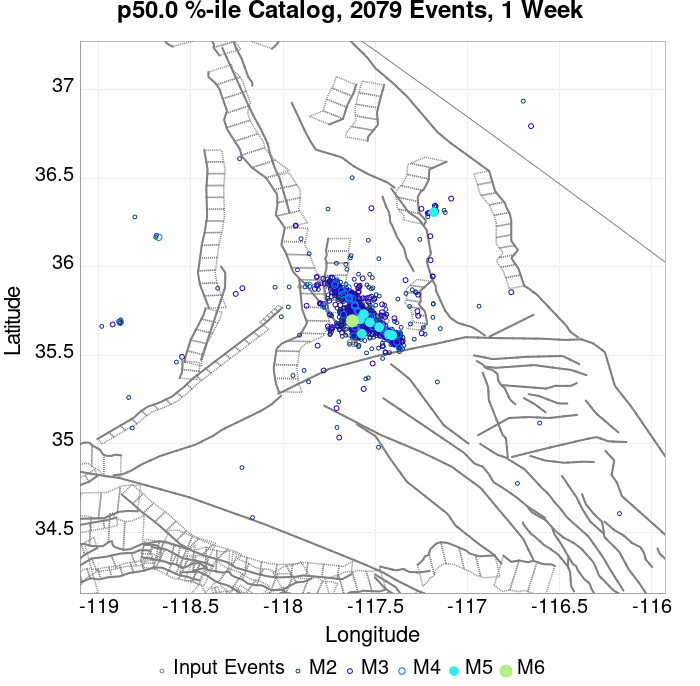 p50.0 %-ile Catalog, 2079 Events, 1 Week
37
36.5
36
35.5
35
34.5
Latitude
-119 -118.5 -118 -117.5 -117 -116.5 -116
Longitude
Input Events M2 M3 M4 M5 M6